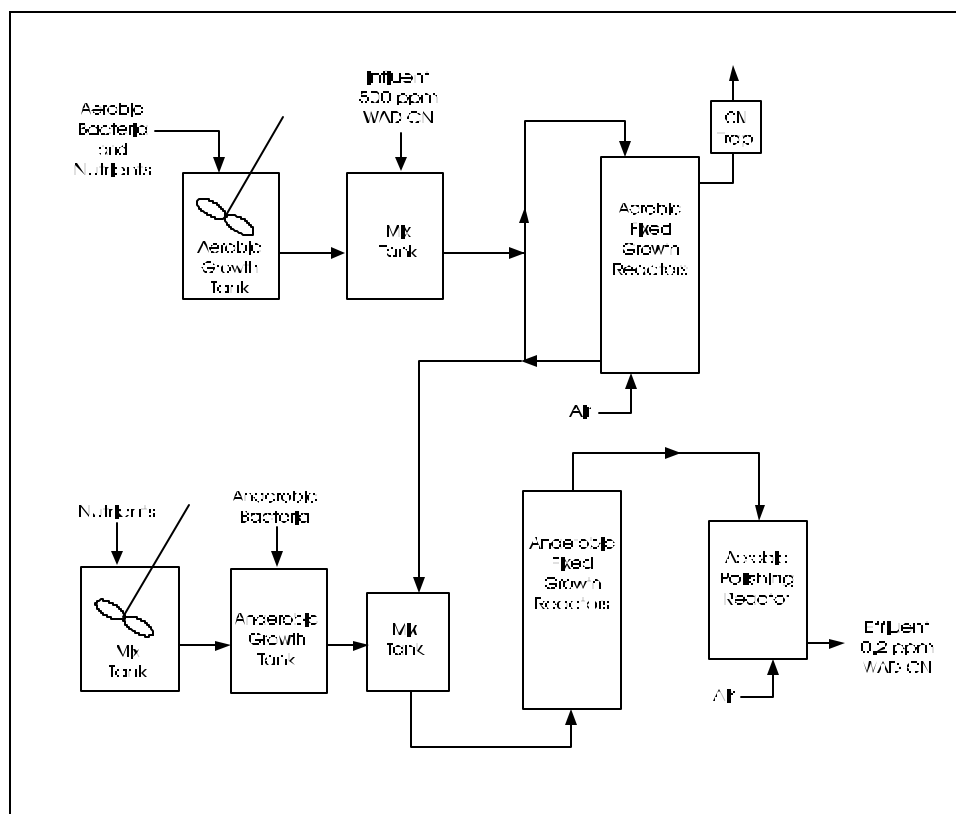 Influent
500 ppm
WAD CN
Aerobic
Bacteria
and
Nutrients
CN
Trap
Aerobic
Growth
Tank
Mix
Tank
Aerobic
Fixed
Growth
Reactors
Air
Nutrients
Anaerobic
Bacteria
Mix
Tank
Anaerobic
Growth
Tank
Mix
Tank
Anaerobic
Fixed
Growth
Reactors
Aerobic
Polishing
Reactor
Air
Effluent
0.2 ppm
WAD CN